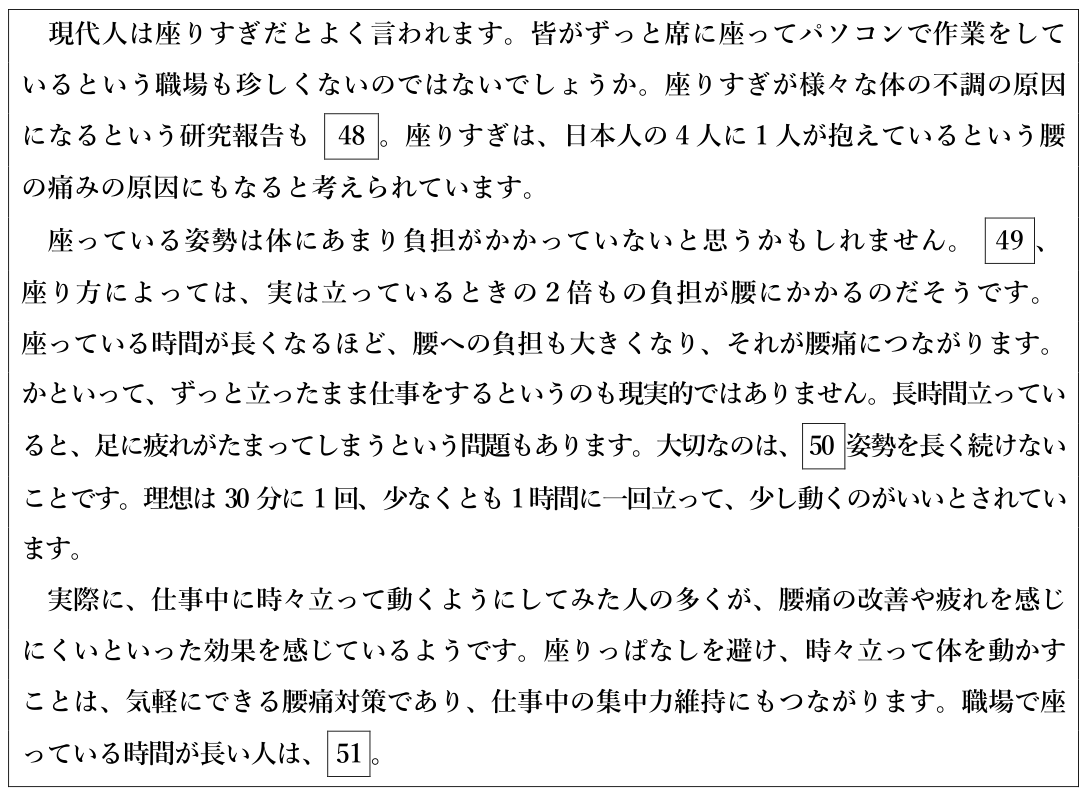 現代人は座りすぎだとよく言われます。皆がずっと席に座ってパソコンで作業をして
いるという職場も珍しくないのではないでしょうか。座りすぎが様々な体の不調の原因
になるという研究報告も 48 。座りすぎは、日本人の4人に1人が抱えているという腰
の痛みの原因にもなると考えられています。
座っている姿勢は体にあまり負担がかかっていないと思うかもしれません。 49 、
座り方によっては、実は立っているときの2倍もの負担が腰にかかるのだそうです。
座っている時間が長くなるほど、腰への負担も大きくなり、それが腰痛につながります。
かといって、ずっと立ったまま仕事をするというのも現実的ではありません。長時間立ってい
ると、足に疲れがたまってしまうという問題もあります。大切なのは、 50 姿勢を長く続けない
ことです。理想は 30 分に 1 回、少なくとも 1 時間に一回立って、少し動くのがいいとされてい
ます。
実際に、仕事中に時々立って動くようにしてみた人の多くが、腰痛の改善や疲れを感じ
にくいといった効果を感じているようです。座りっぱなしを避け、時々立って体を動かす
ことは、気軽にできる腰痛対策であり、仕事中の集中力維持にもつながります。職場で座
っている時間が長い人は、 51 。